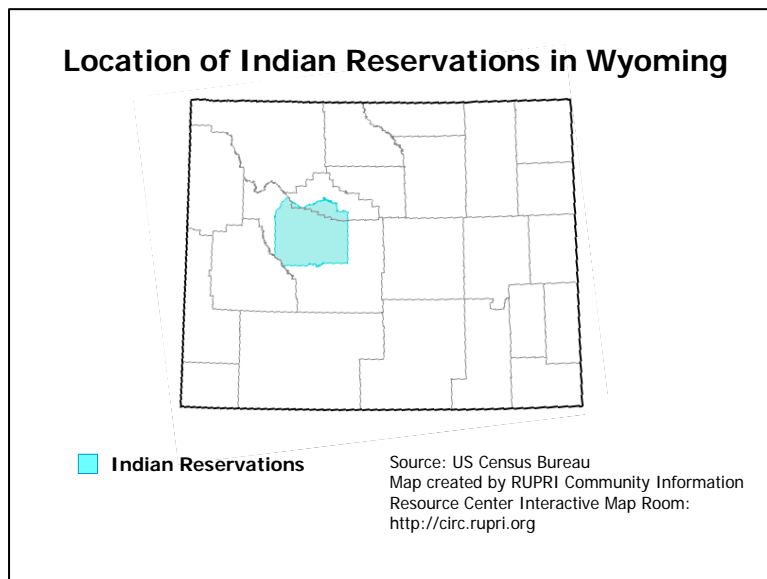 Location of Indian Reservations in Wyoming
Indian Reservations
Source: US Census Bureau
Map created by RUPRI Community Information
Resource Center Interactive Map Room:
http://circ.rupri.org